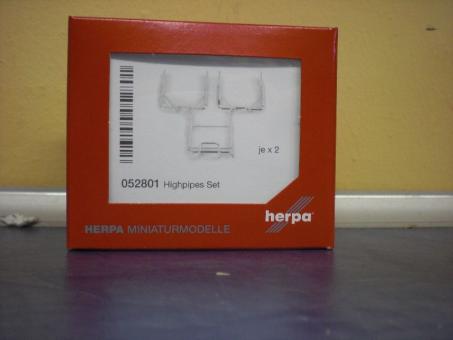 je x 2
052801 Highpipes Set
herpa
HERPA MINIATURMODELLE